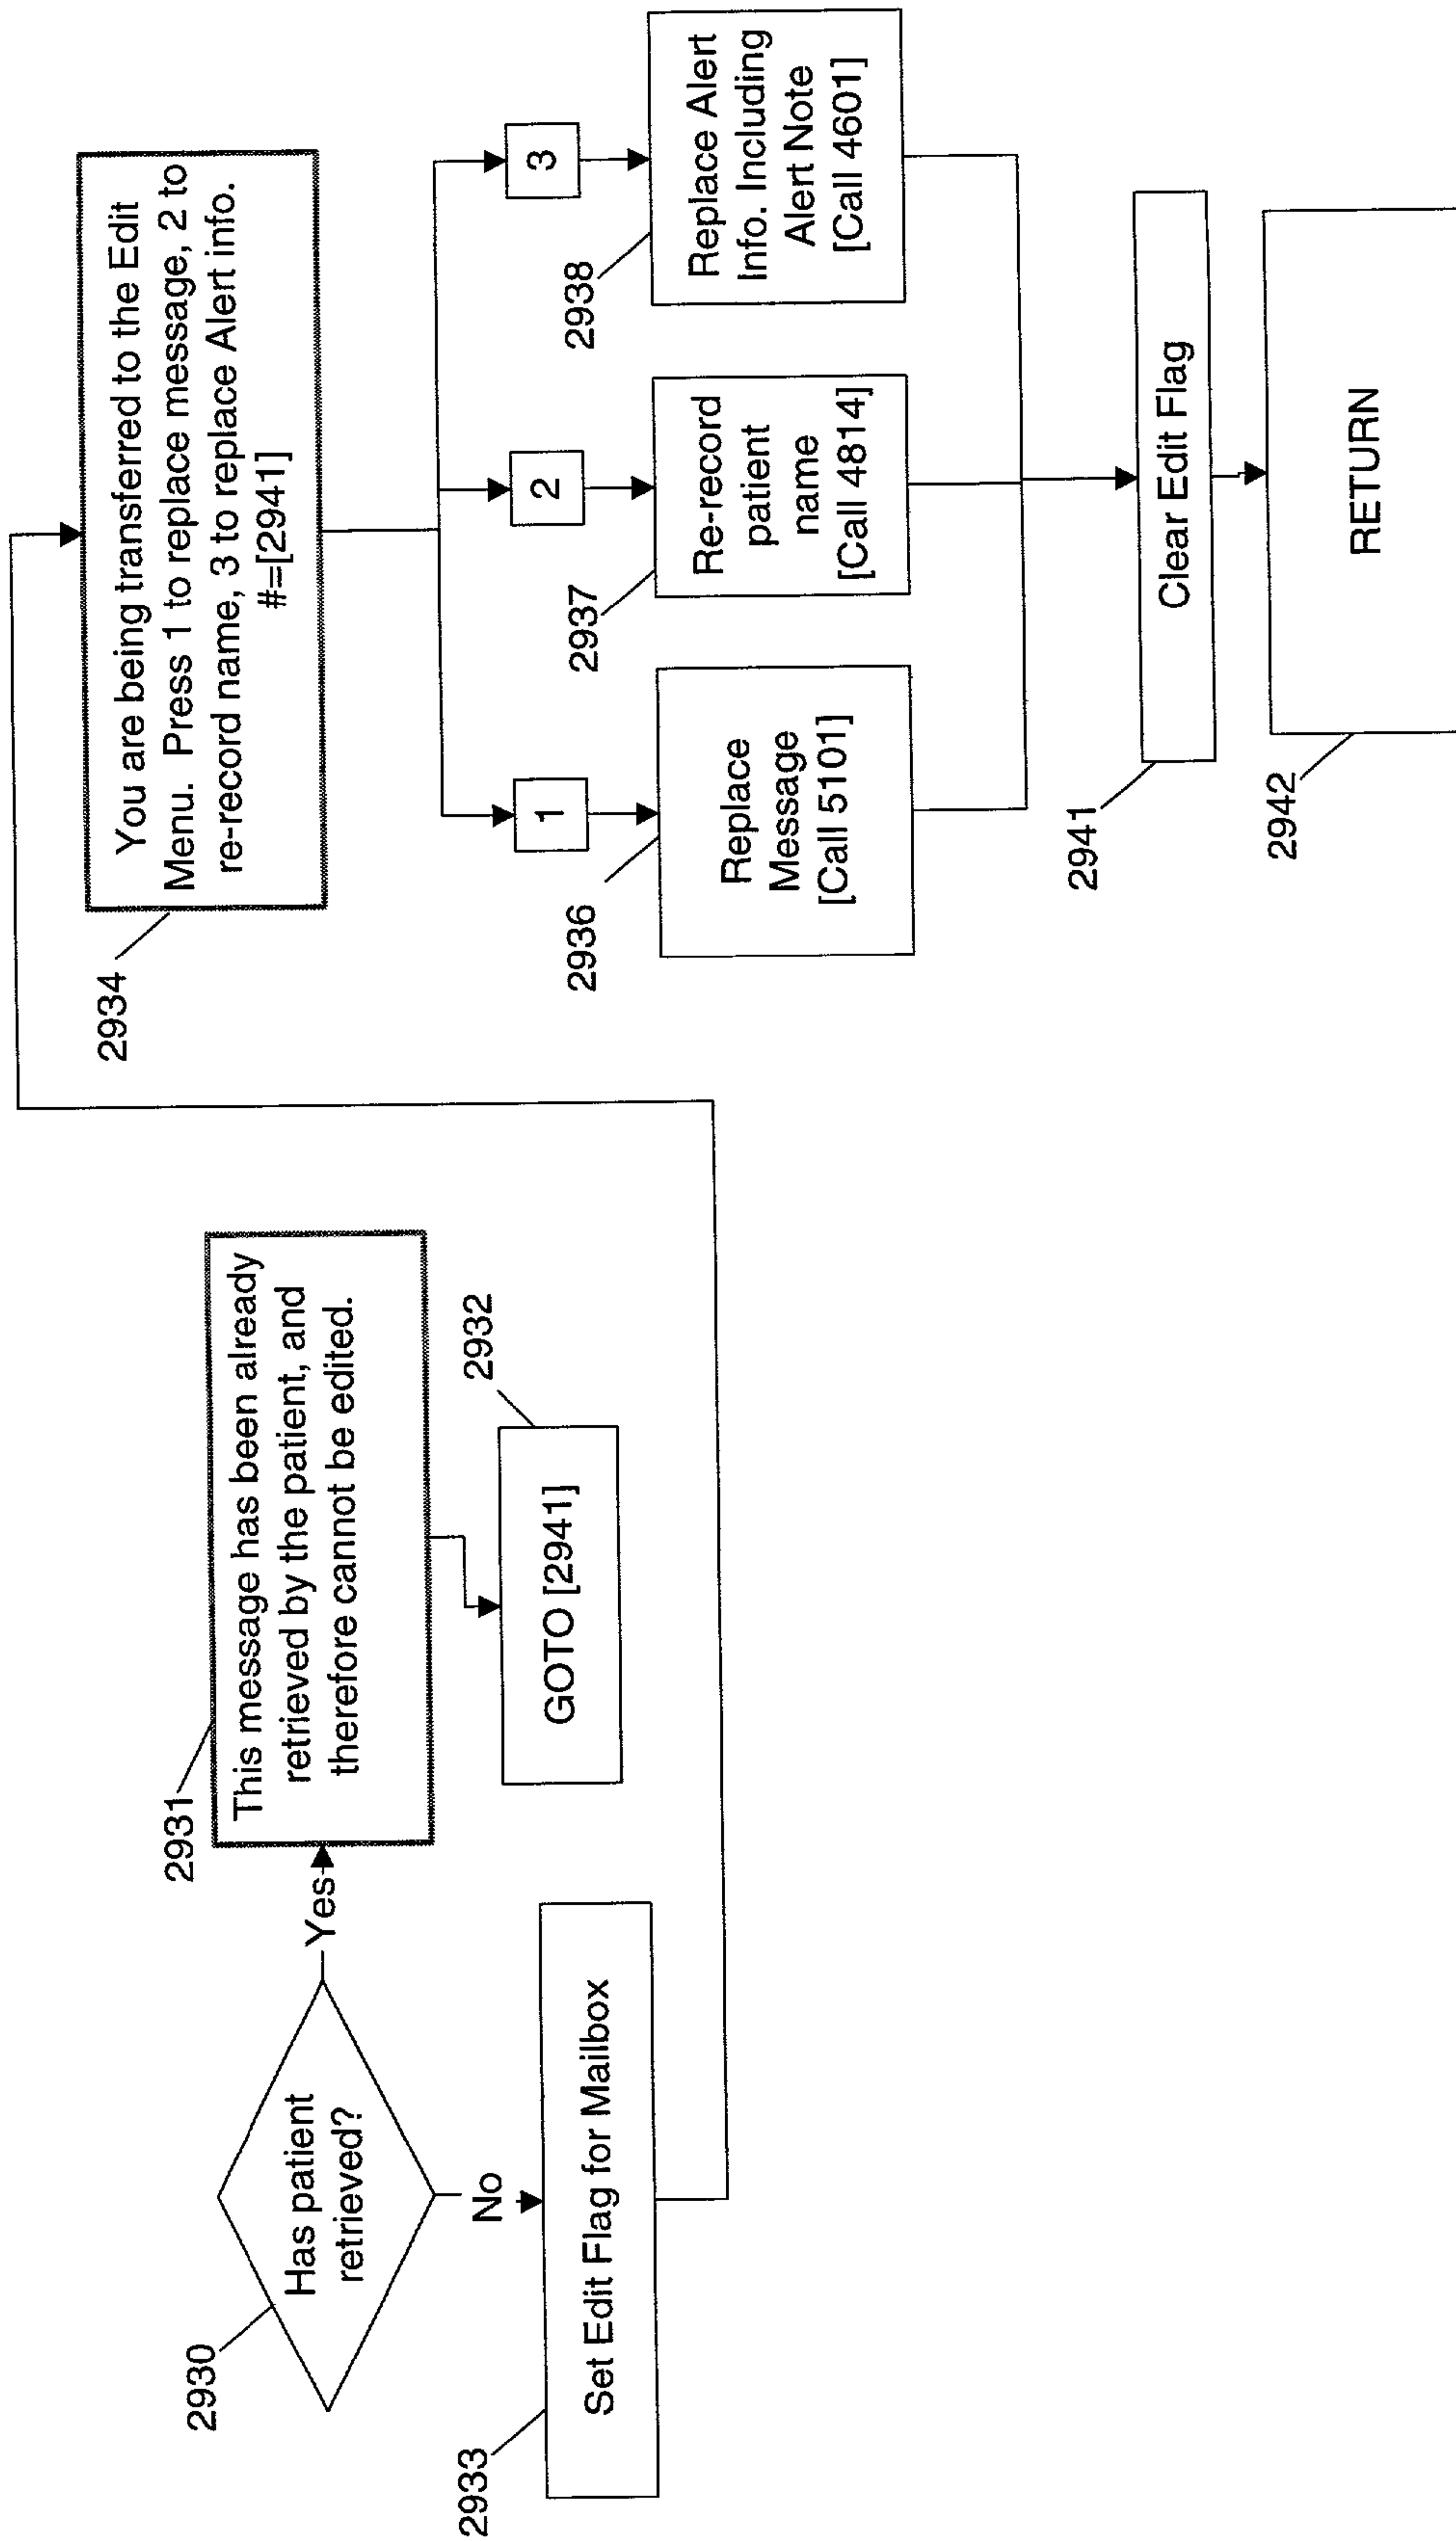 2930
Has patient
retrieved?
Yes
No
2931
This message has been already
retrieved by the patient, and
therefore cannot be edited.
2932
GOTO [2941]
2933
Set Edit Flag for Mailbox
2934
You are being transferred to the Edit
Menu. Press 1 to replace message, 2 to
re-record name, 3 to replace Alert info.
#=[2941]
1
2
3
2936
Replace
Message
[Call 5101]
2937
Re-record
patient
name
[Call 4814]
2938
Replace Alert
Info. Including
Alert Note
[Call 4601]
2941
Clear Edit Flag
2942
RETURN